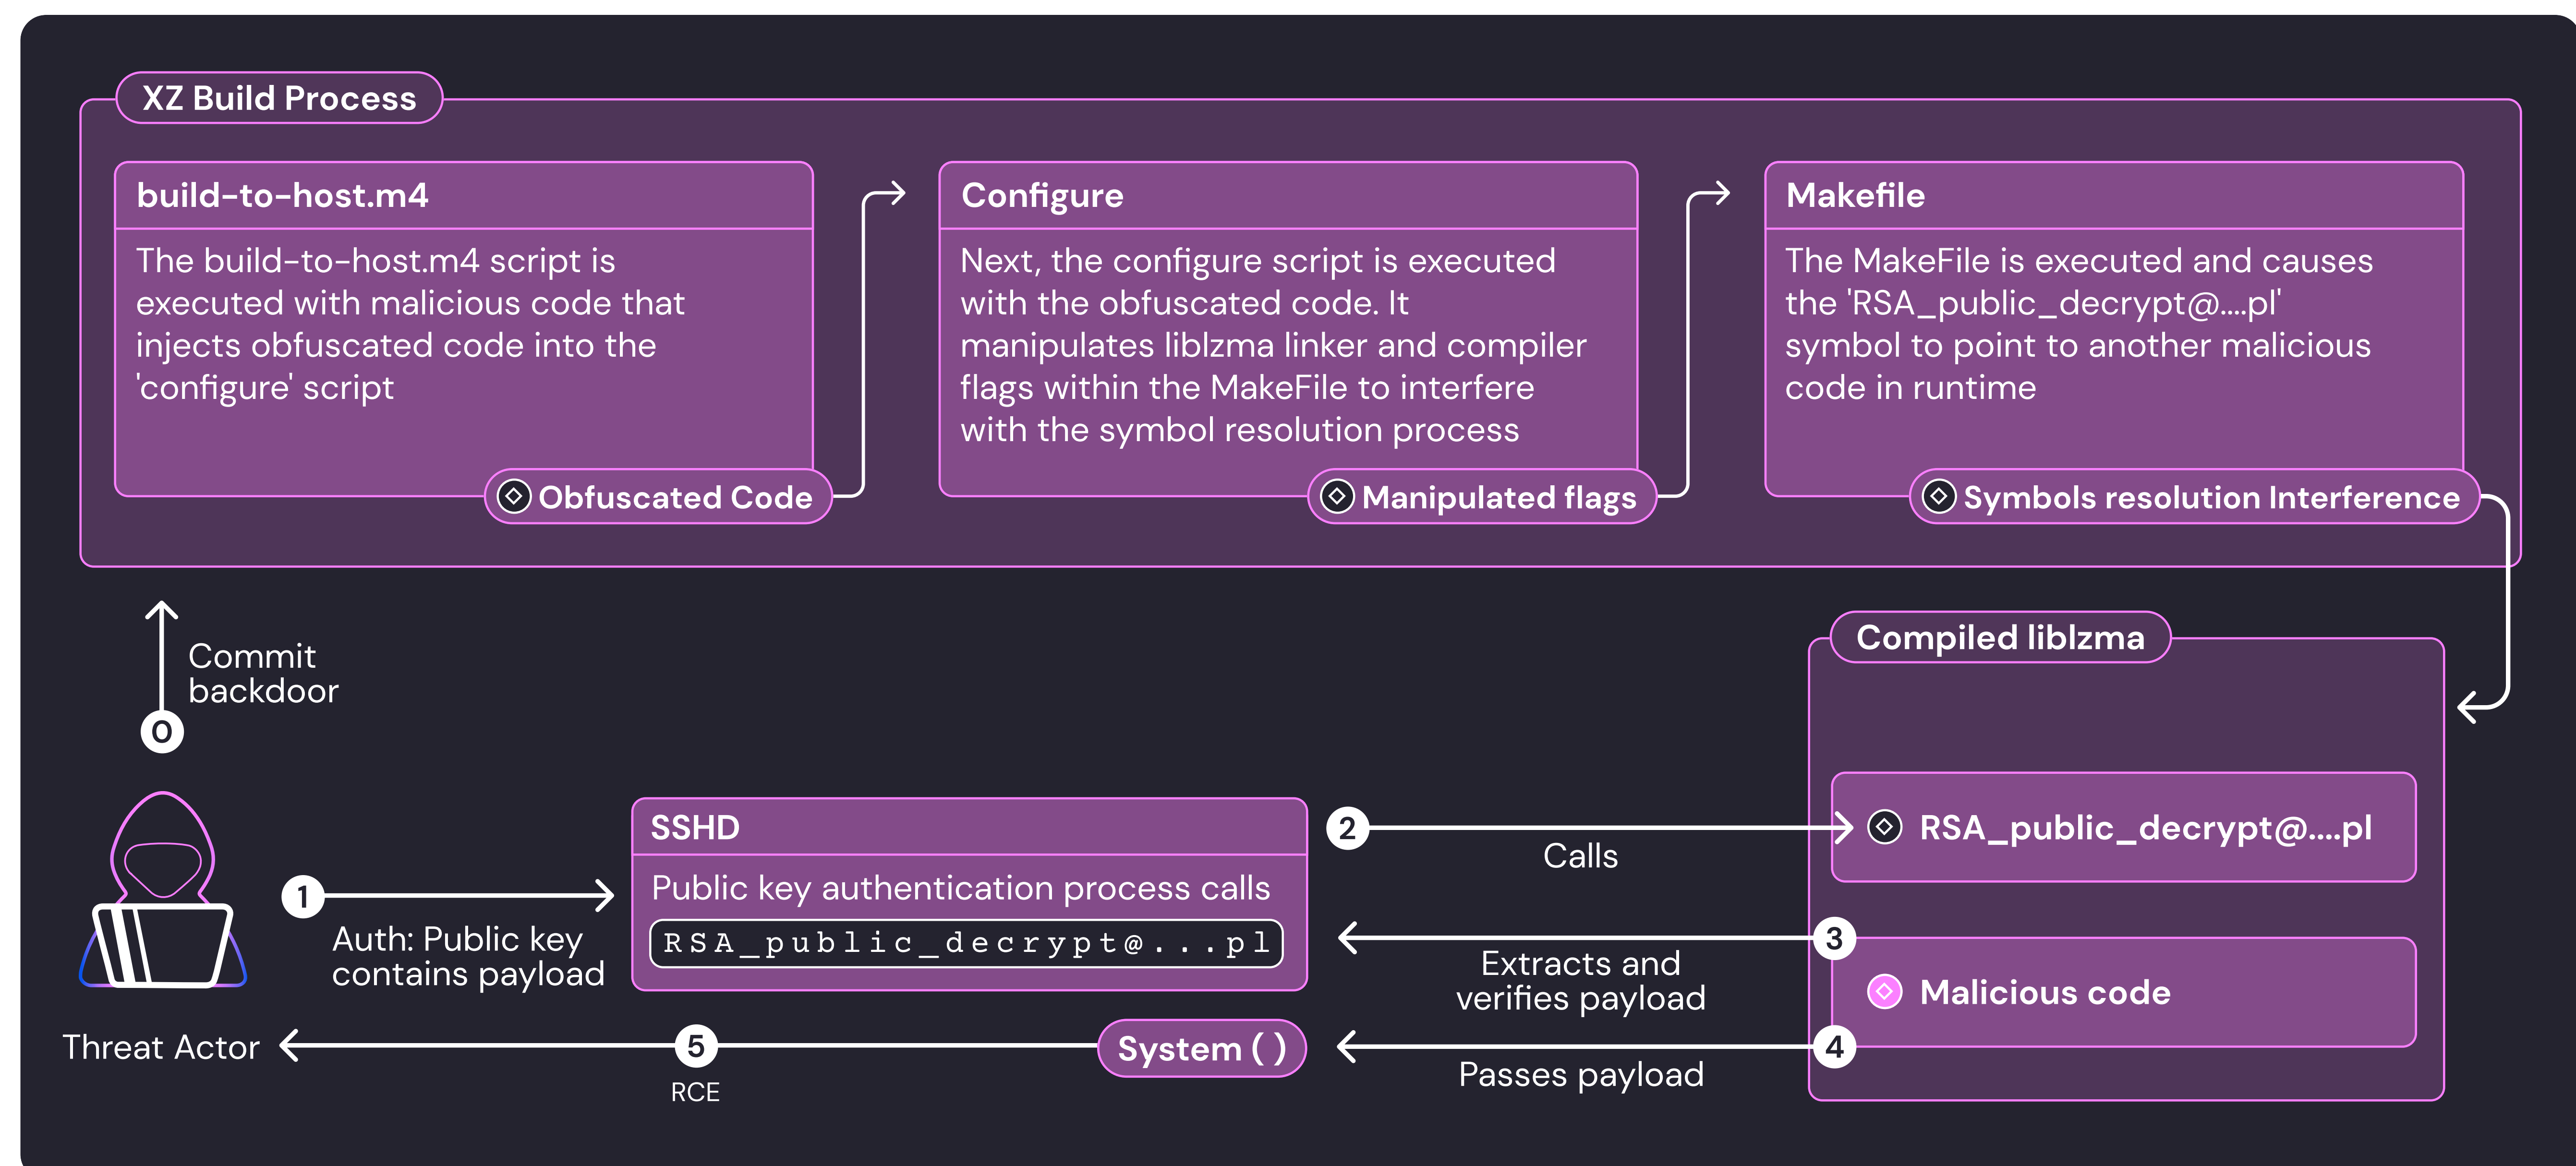 XZ Build Process
build-to-host.m4
The build-to-host.m4 script is
executed with malicious code that
injects obfuscated code into the
'configure' script
Obfuscated Code
Configure
Next, the configure script is executed
with the obfuscated code. It
manipulates liblzma linker and compiler
flags within the MakeFile to interfere
with the symbol resolution process
Manipulated flags
Makefile
The MakeFile is executed and causes
the 'RSA_public_decrypt@....pl'
symbol to point to another malicious
code in runtime
Symbols resolution Interference
Commit
backdoor
0
Threat Actor
1
Auth: Public key
contains payload
SSHD
Public key authentication process calls
RSA_public_decrypt@...pl
2
Calls
Compiled liblzma
RSA_public_decrypt@....pl
3
Extracts and
verifies payload
Malicious code
4
Passes payload
System ( )
5
RCE